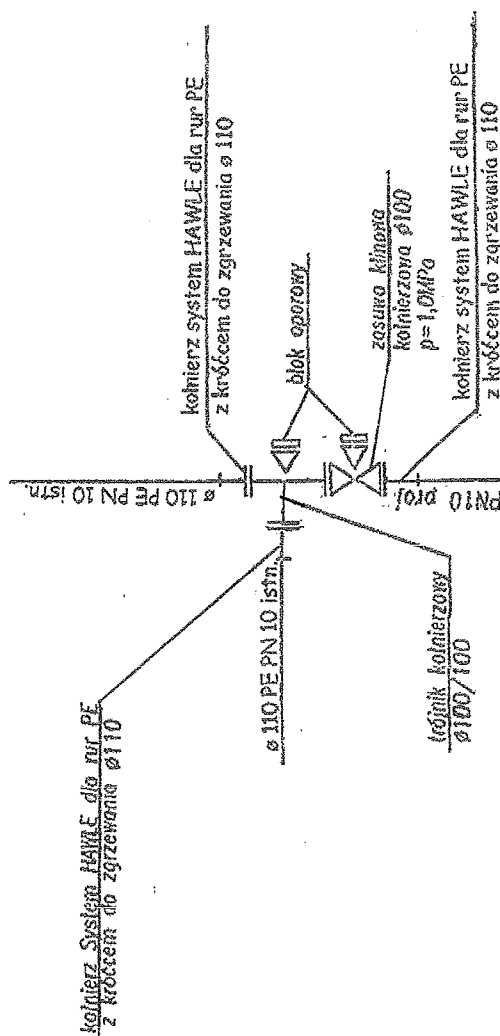 kołnierz system HAWLE dla rur PE
z króćcem do zgrzewania ø 110
blok oporowy
zasuwa klinowa
kołnierzowa ø100
p=1,0MPa
kołnierz system HAWLE dla rur PE
z króćcem do zgrzewania ø 110
ø 110 PE PN 10 istn.
PN10
proj.
ø 110 PE PN 10 istn.
trójnik kołnierzowy
ø100/100
kołnierz System HAWLE dla rur PE
z króćcem do zgrzewania ø110